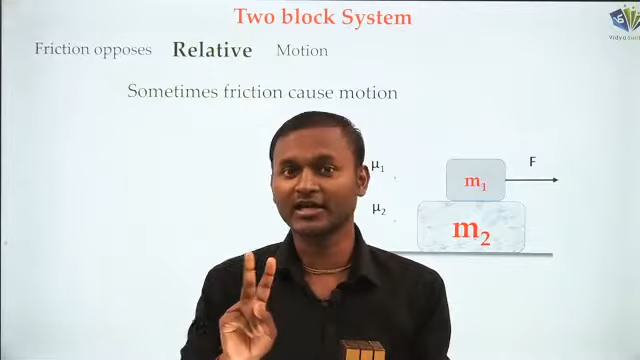 Two block System
Friction opposes Relative Motion
Sometimes friction cause motion
μ1
F
m1
μ2
m2